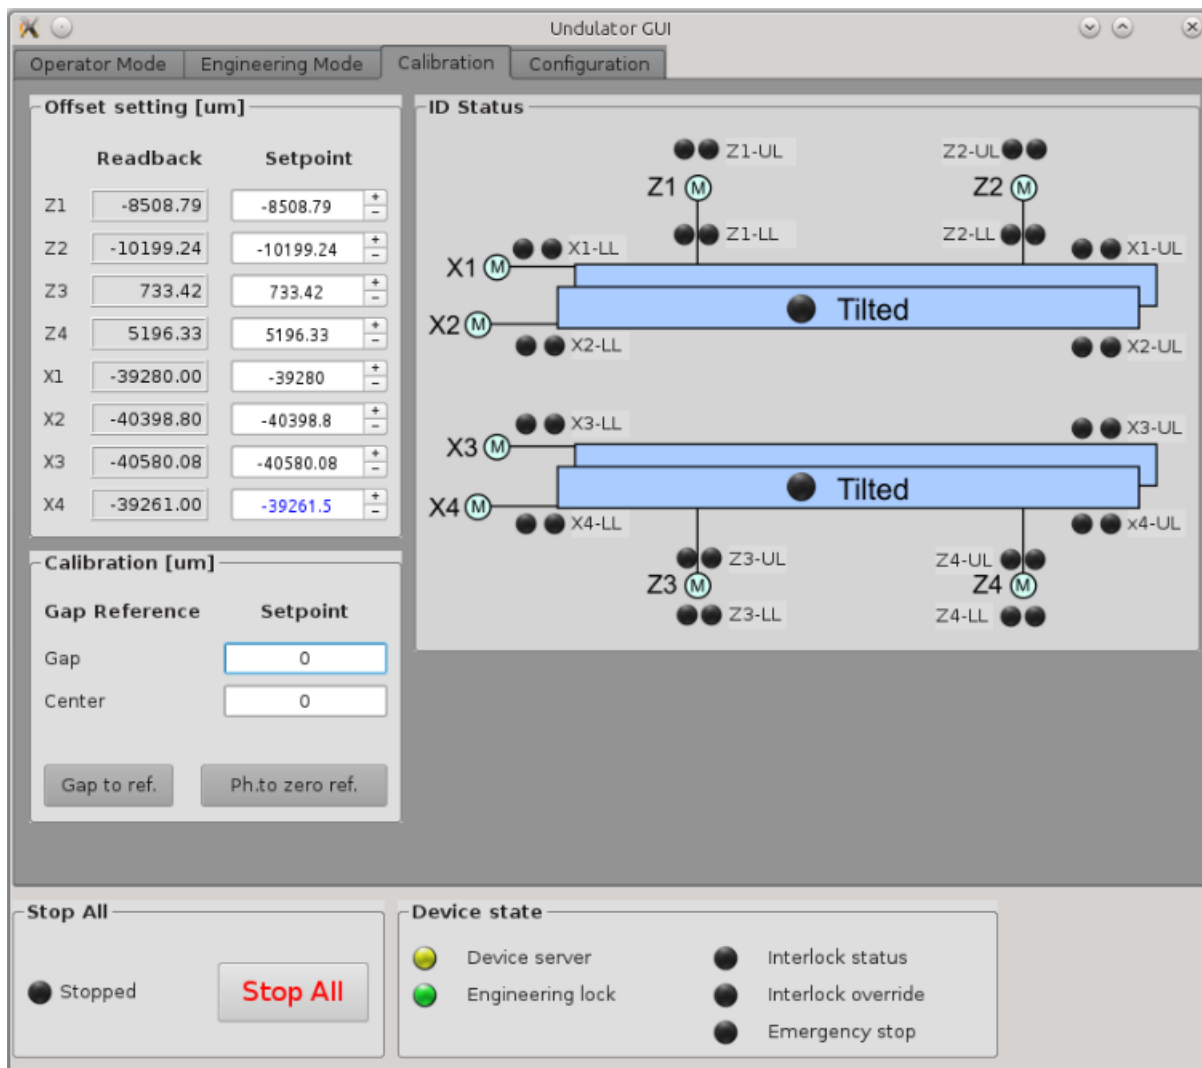 Undulator GUI
Operator Mode Engineering Mode Calibration Configuration
Offset setting [um]
Readback Setpoint
Z1 -8508.79 -8508.79
Z2 -10199.24 -10199.24
Z3 733.42 733.42
Z4 5196.33 5196.33
X1 -39280.00 -39280
X2 -40398.80 -40398.8
X3 -40580.08 -40580.08
X4 -39261.00 -39261.5
Calibration [um]
Gap Reference Setpoint
Gap 0
Center 0
Gap to ref. Ph.to zero ref.
ID Status
Z1-UL Z2-UL
Z1 M Z2 M
Z1-LL Z2-LL
X1-LL X1-UL
X1 M
Tilted
X2 M
X2-LL X2-UL
X3-LL X3-UL
X3 M
Tilted
X4 M
X4-LL x4-UL
Z3-UL Z4-UL
Z3 M Z4 M
Z3-LL Z4-LL
Stop All
Stopped Stop All
Device state
Device server Interlock status
Engineering lock Interlock override
Emergency stop